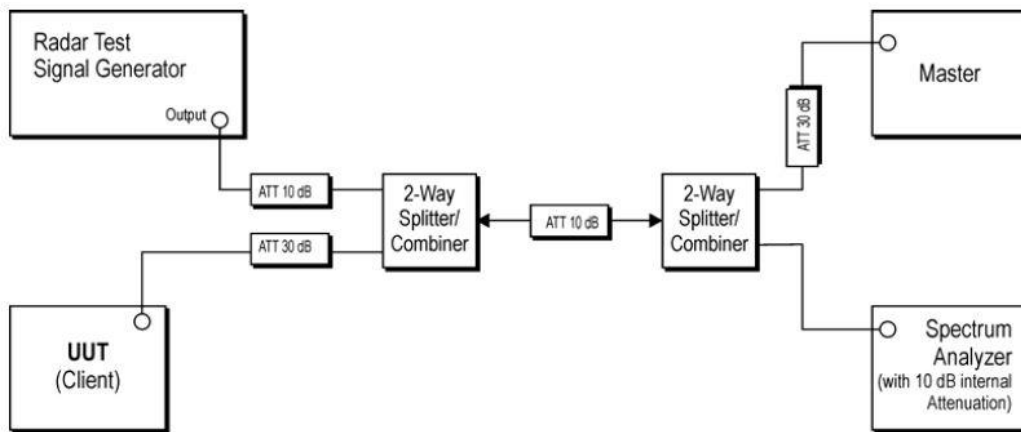 Radar Test
Signal Generator
Output
ATT 10 dB
ATT 30 dB
UUT
(Client)
2-Way
Splitter/
Combiner
ATT 10 dB
2-Way
Splitter/
Combiner
ATT 30 dB
Master
Spectrum
Analyzer
(with 10 dB internal
Attenuation)